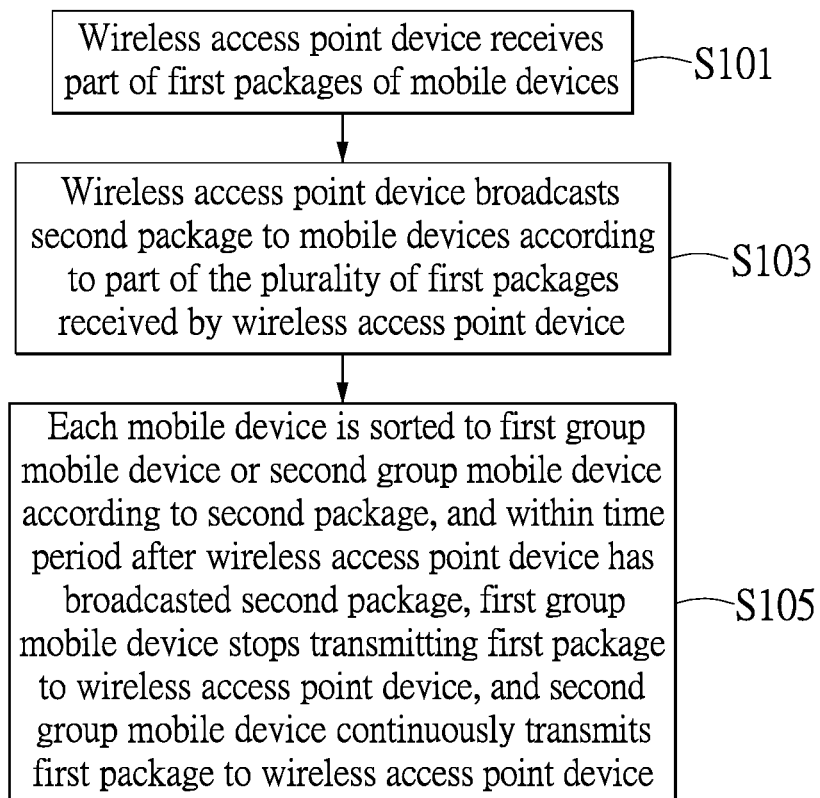 Wireless access point device receives
part of first packages of mobile devices
S101
Wireless access point device broadcasts
second package to mobile devices according
to part of the plurality of first packages
received by wireless access point device
S103
Each mobile device is sorted to first group
mobile device or second group mobile device
according to second package, and within time
period after wireless access point device has
broadcasted second package, first group
mobile device stops transmitting first package
to wireless access point device, and second
group mobile device continuously transmits
first package to wireless access point device
S105